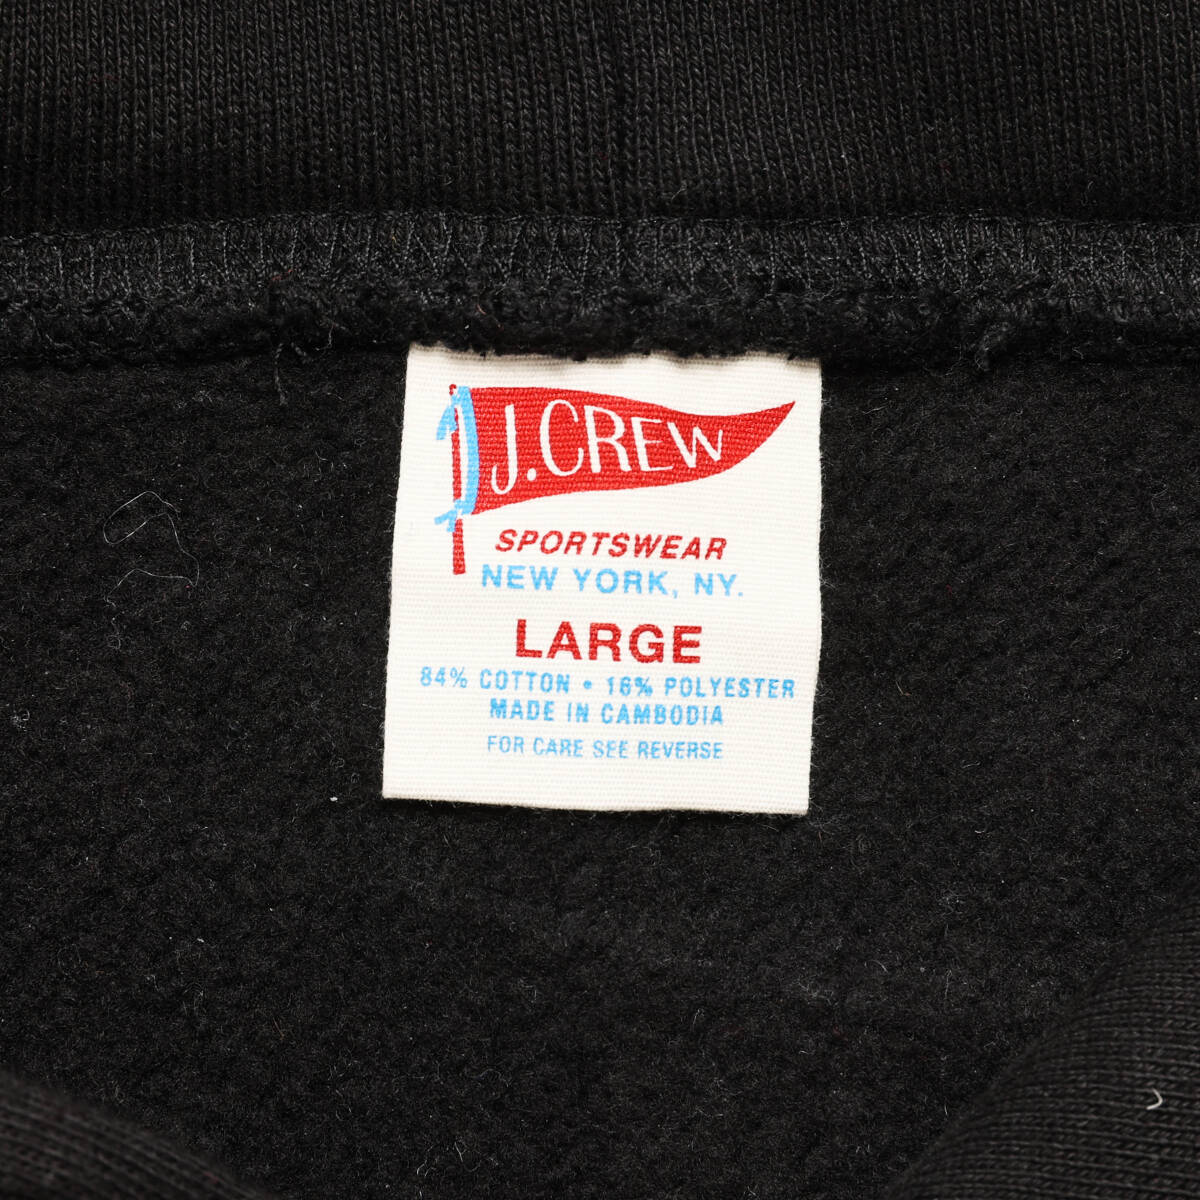 J.CREW
SPORTSWEAR
NEW YORK, NY.
LARGE
84% COTTON • 16% POLYESTER
MADE IN CAMBODIA
FOR CARE SEE REVERSE